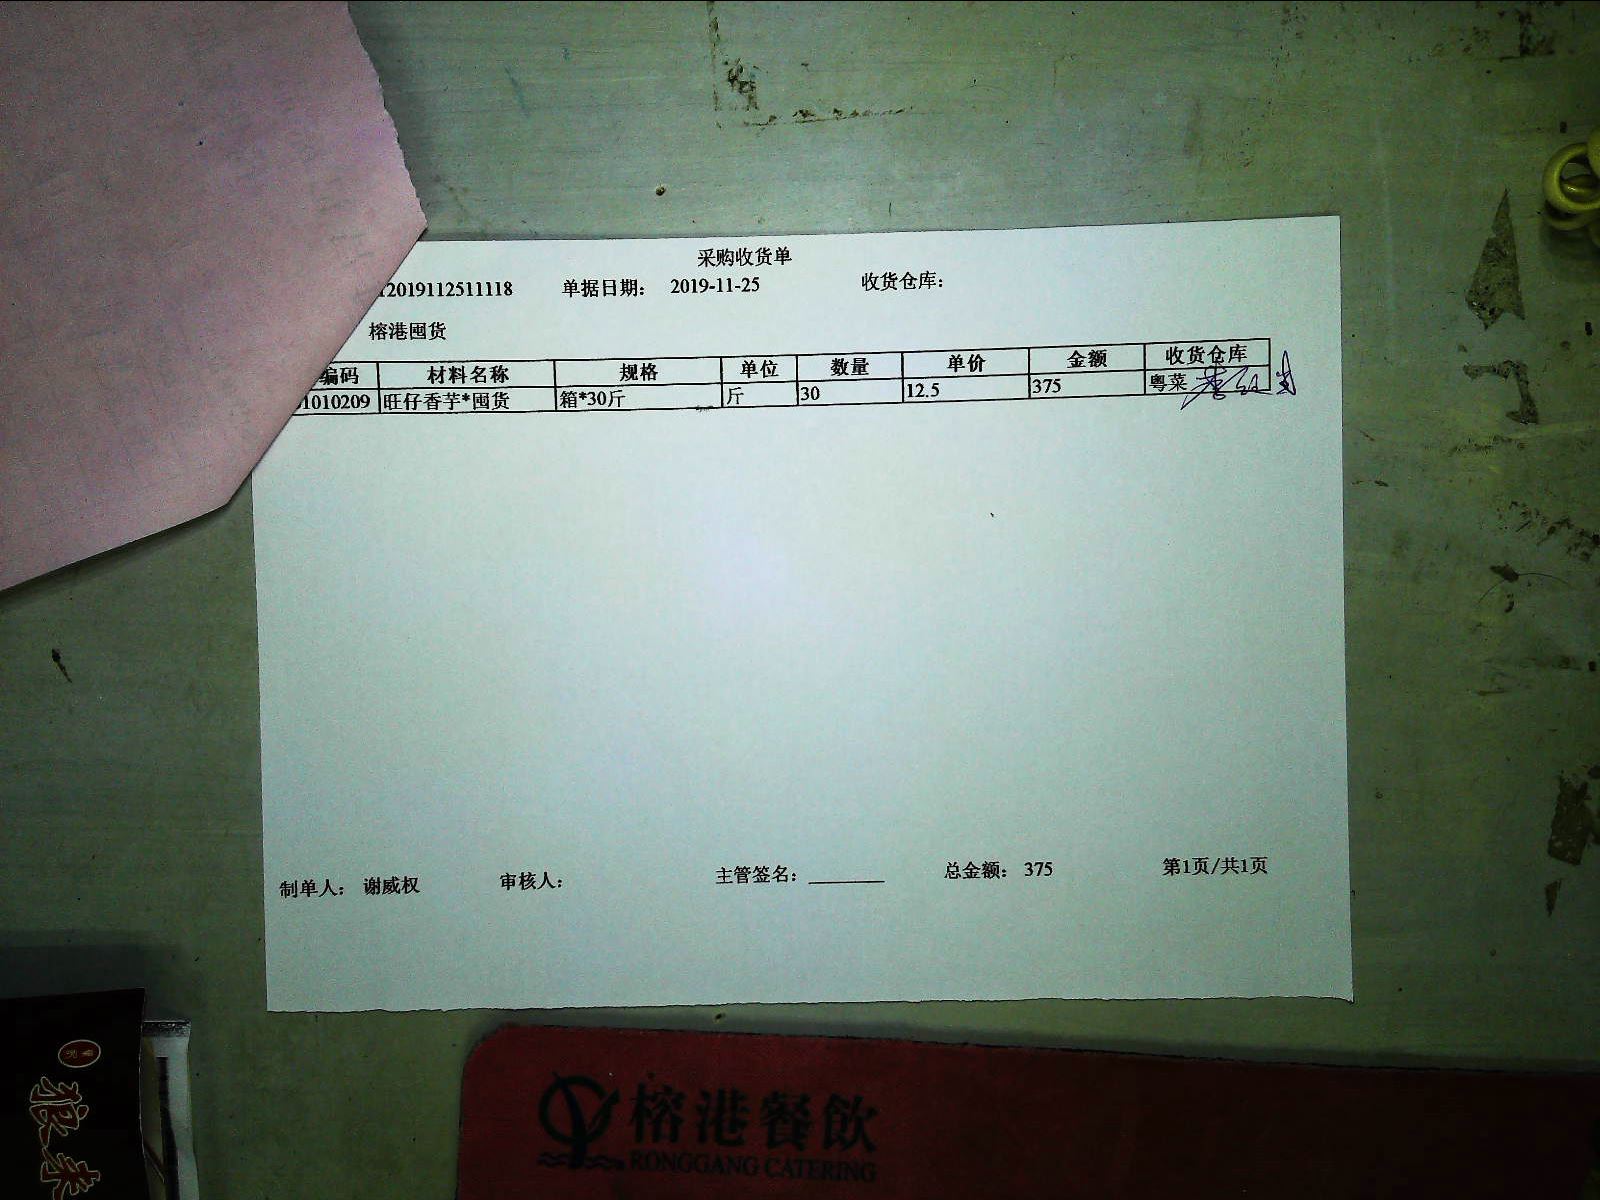 采购收货单
12019112511118 单据日期： 2019-11-25 收货仓库：
榕港囤货
编码 材料名称 规格 单位 数量 单价 金额 收货仓库
1010209 旺仔香芋*囤货 箱*30斤 斤 30 12.5 375 粤菜
制单人： 谢威权 审核人： 主管签名：________ 总金额： 375 第1页/共1页
榕港餐飲
RONGGANG CATERING
狼来